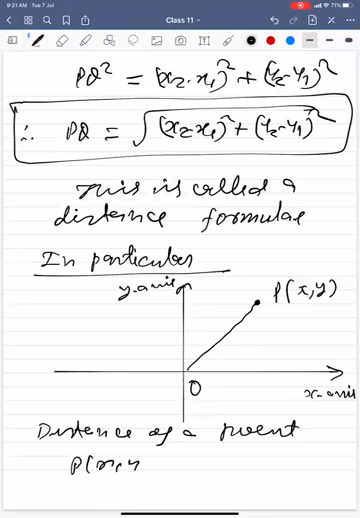 9:21 AM Tue 7 Jul
71%
Class 11
PQ² = (x₂-x₁)² + (y₂-y₁)²
∴ PQ = √(x₂-x₁)² + (y₂-y₁)²
This is called a
distance formulae
In particular
y-axis
P(x,y)
O
x-axis
Distance of a point
P(x,y